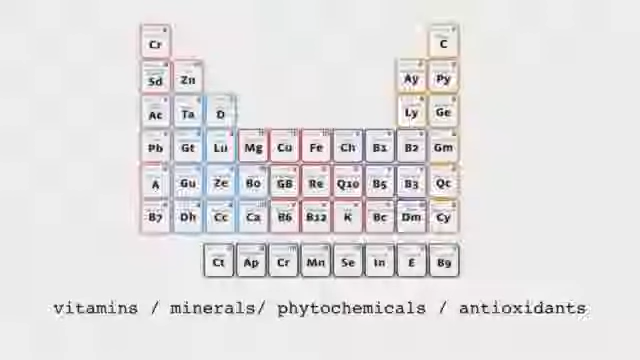 Cr C
Sd Zn Ay Py
Ac Ta D Ly Ge
Pb Gt Lu Mg Cu Fe Ch B1 B2 Gm
A Gu Ze Bo GB Re Q10 B5 B3 Qc
B7 Dh Cc Ca B6 B12 K Bc Dm Cy
Ct Ap Cr Mn Se In E B9
vitamins / minerals/ phytochemicals / antioxidants